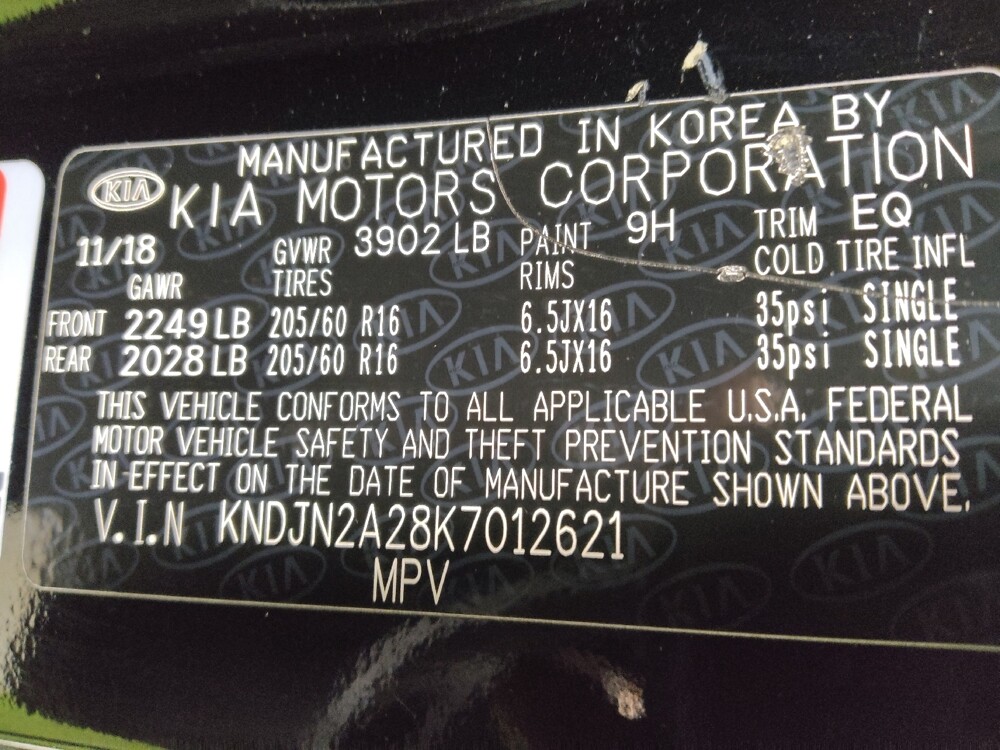 MANUFACTURED IN KOREA BY
KIA KIA MOTORS CORPORATION
11/18 GVWR 3902 LB PAINT 9H TRIM EQ
GAWR TIRES RIMS COLD TIRE INFL
FRONT 2249 LB 205/60 R16 6.5JX16 35psi SINGLE
REAR 2028 LB 205/60 R16 6.5JX16 35psi SINGLE
THIS VEHICLE CONFORMS TO ALL APPLICABLE U.S.A. FEDERAL
MOTOR VEHICLE SAFETY AND THEFT PREVENTION STANDARDS
IN EFFECT ON THE DATE OF MANUFACTURE SHOWN ABOVE.
V.I.N KNDJN2A28K7012621
MPV